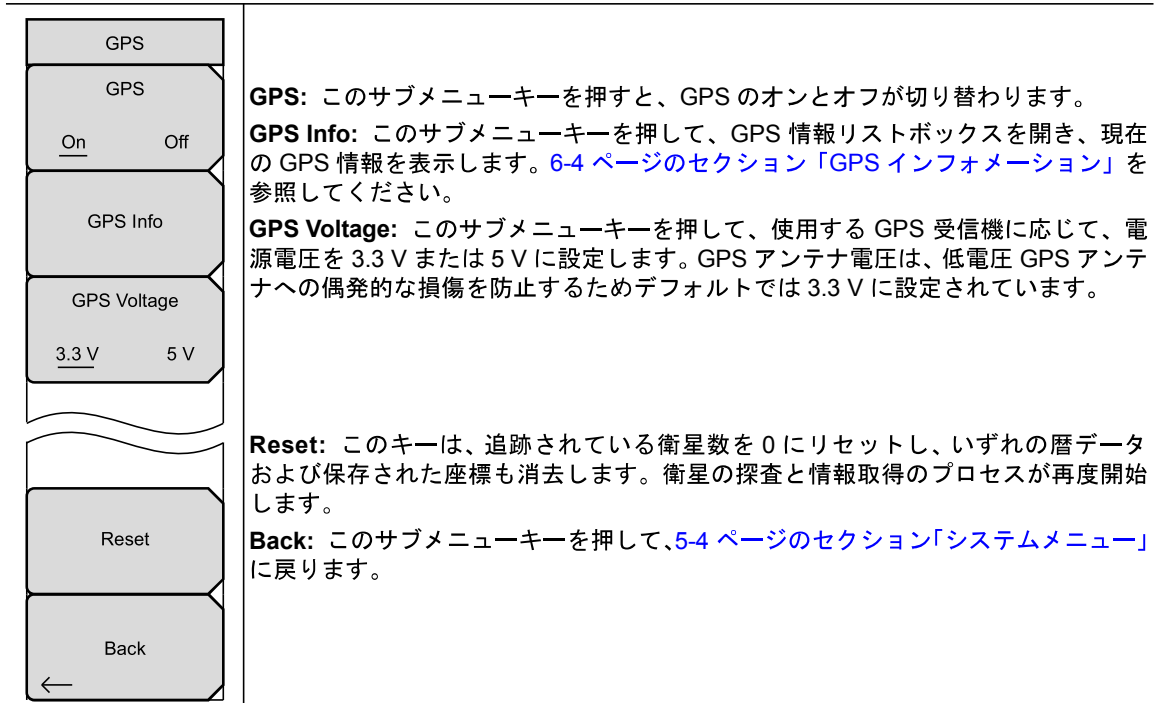 GPS
GPS
On Off
GPS Info
GPS Voltage
3.3 V 5 V
Reset
Back
GPS: このサブメニューキーを押すと、GPS のオンとオフが切り替わります。
GPS Info: このサブメニューキーを押して、GPS 情報リストボックスを開き、現在
の GPS 情報を表示します。6-4 ページのセクション「GPS インフォメーション」を
参照してください。
GPS Voltage: このサブメニューキーを押して、使用する GPS 受信機に応じて、電
源電圧を 3.3 V または 5 V に設定します。GPS アンテナ電圧は、低電圧 GPS アンテ
ナへの偶発的な損傷を防止するためデフォルトでは 3.3 V に設定されています。
Reset: このキーは、追跡されている衛星数を 0 にリセットし、いずれの暦データ
および保存された座標も消去します。衛星の探査と情報取得のプロセスが再度開始
します。
Back: このサブメニューキーを押して、5-4 ページのセクション「システムメニュー」
に戻ります。